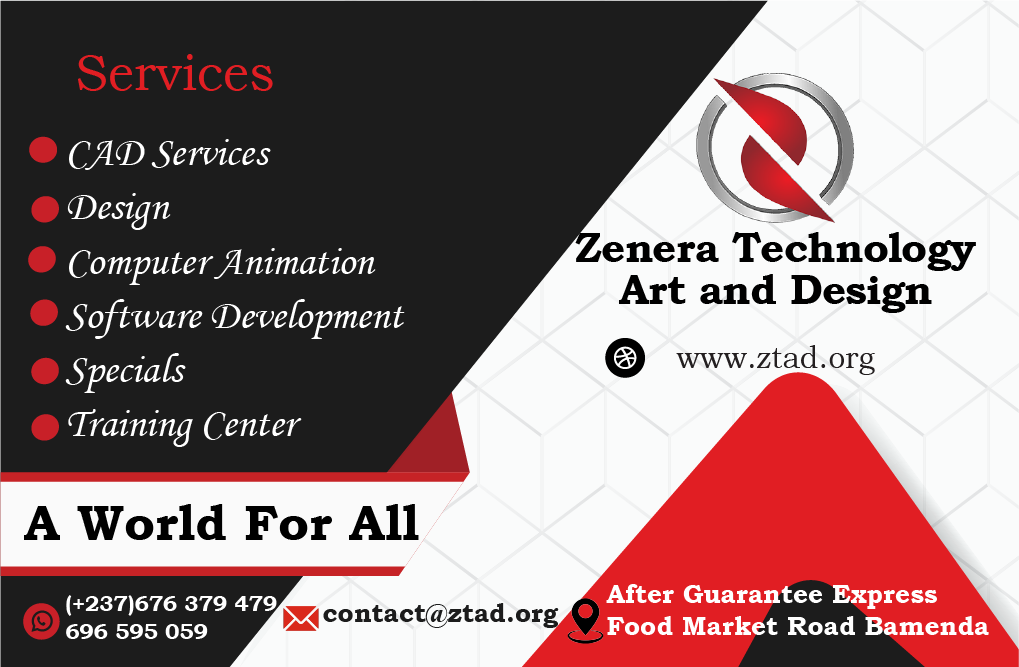 Services
CAD Services
Design
Computer Animation
Software Development
Specials
Training Center
A World For All
(+237)676 379 479
696 595 059
contact@ztad.org
Zenera Technology
Art and Design
www.ztad.org
After Guarantee Express
Food Market Road Bamenda